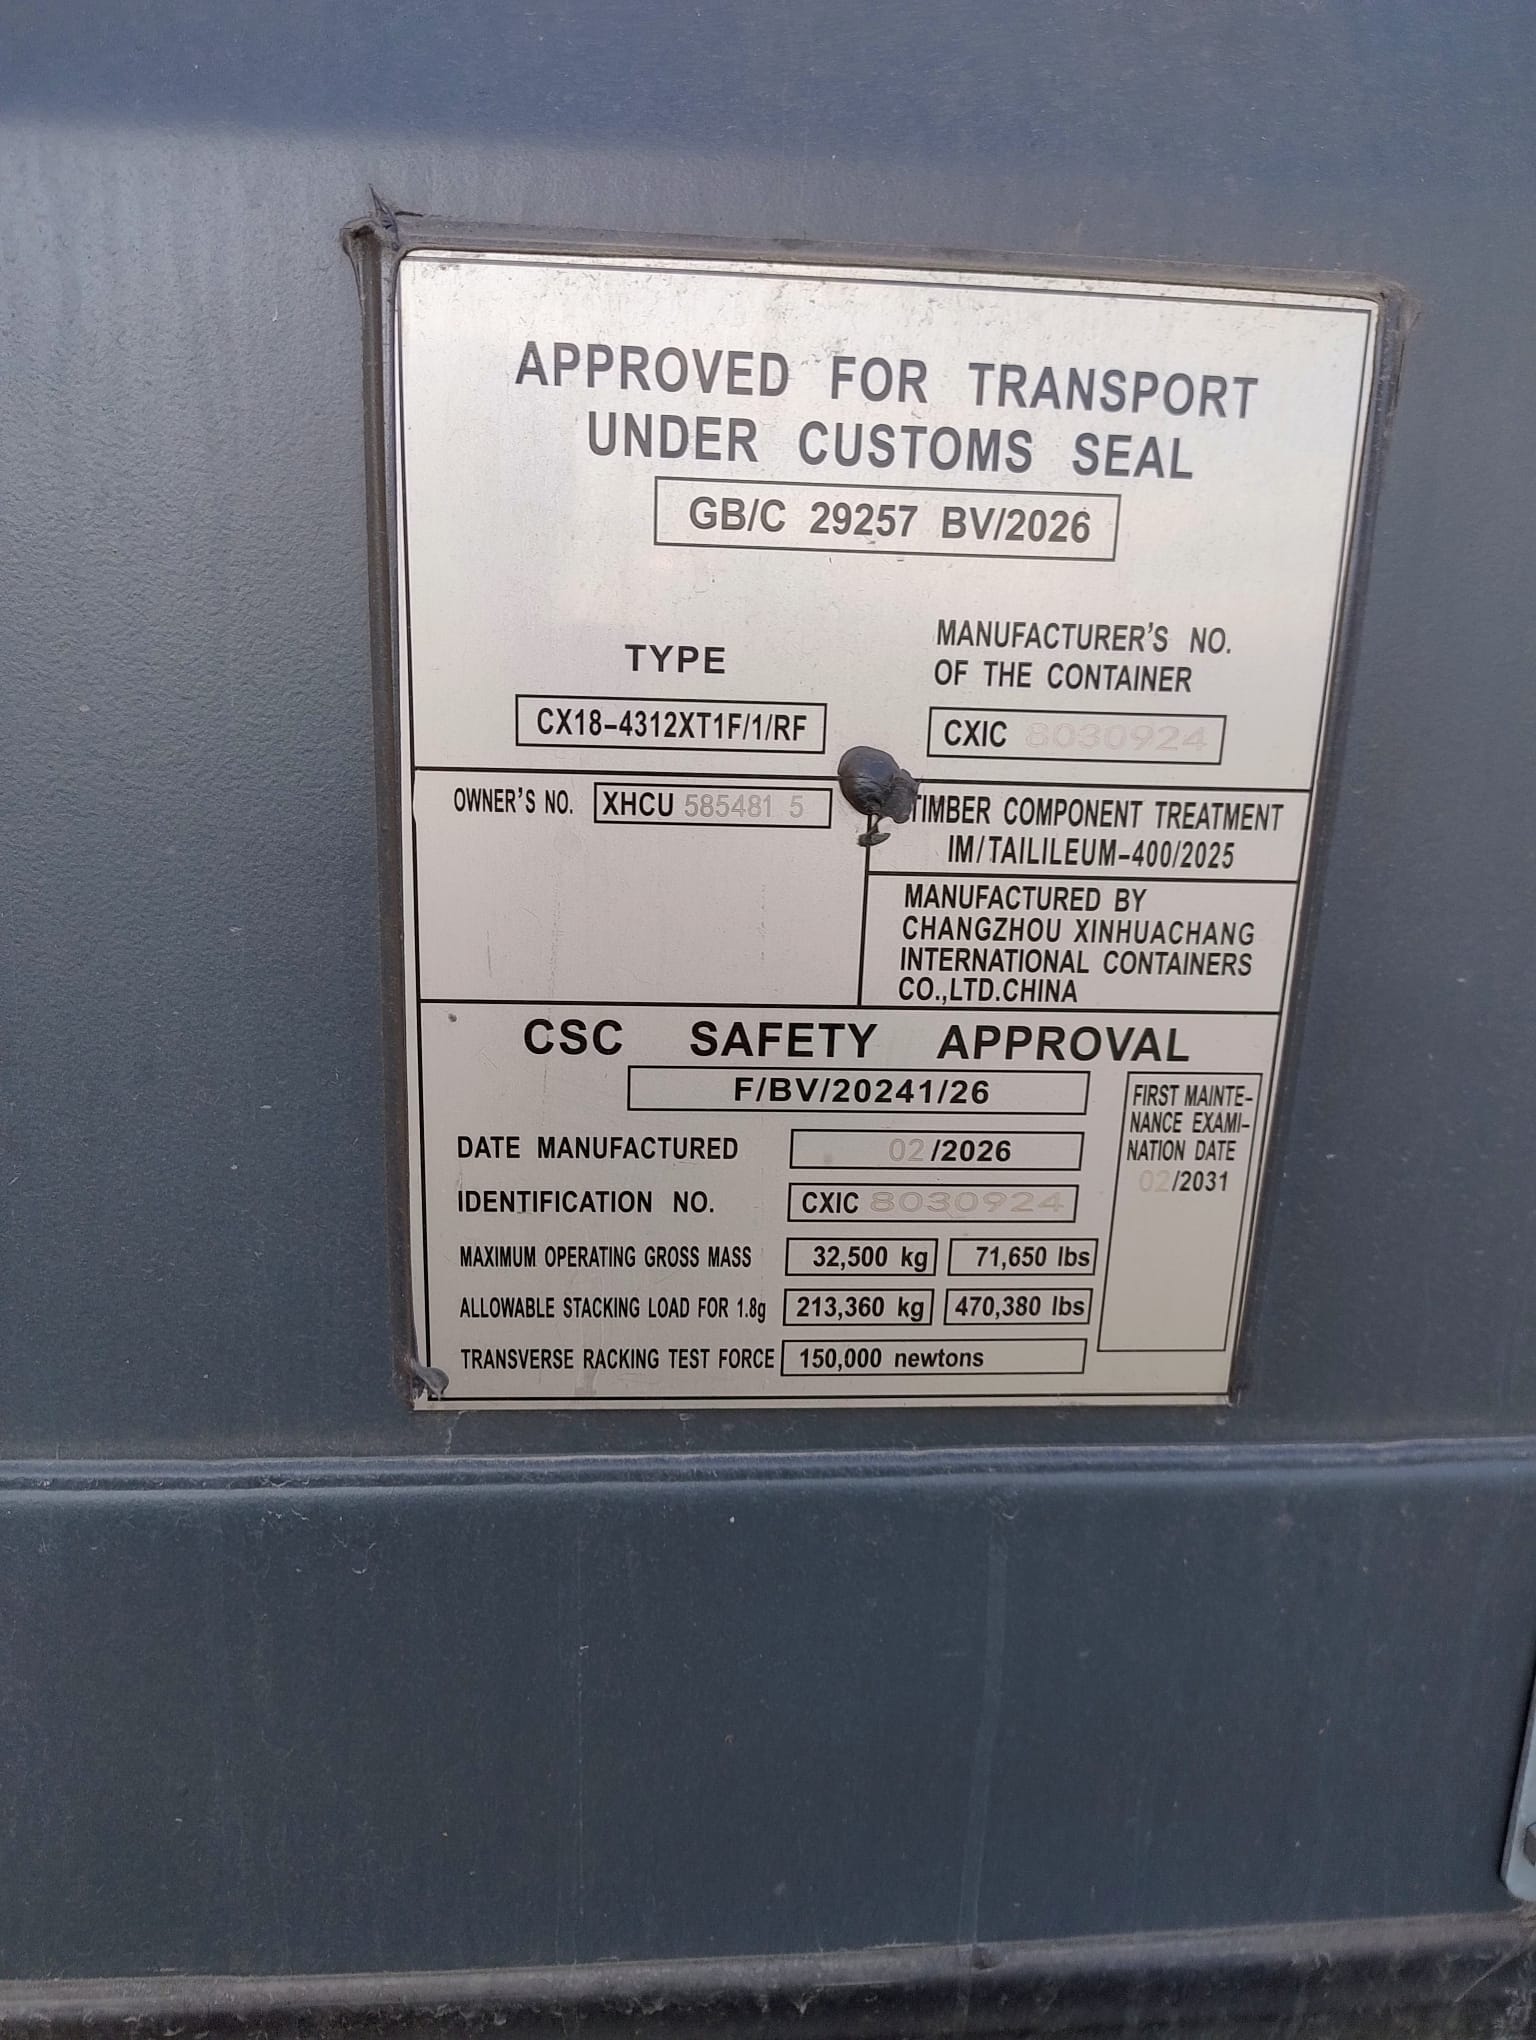 APPROVED FOR TRANSPORT
UNDER CUSTOMS SEAL
GB/C 29257 BV/2026
TYPE
CX18-4312XT1F/1/RF
MANUFACTURER'S NO.
OF THE CONTAINER
CXIC 8030924
OWNER'S NO. XHCU 585481 5
TIMBER COMPONENT TREATMENT
IM/TAILILEUM-400/2025
MANUFACTURED BY
CHANGZHOU XINHUACHANG
INTERNATIONAL CONTAINERS
CO.,LTD.CHINA
CSC SAFETY APPROVAL
F/BV/20241/26
DATE MANUFACTURED 02/2026
IDENTIFICATION NO. CXIC 8030924
MAXIMUM OPERATING GROSS MASS 32,500 kg 71,650 lbs
ALLOWABLE STACKING LOAD FOR 1.8g 213,360 kg 470,380 lbs
TRANSVERSE RACKING TEST FORCE 150,000 newtons
FIRST MAINTE-
NANCE EXAMI-
NATION DATE
02/2031